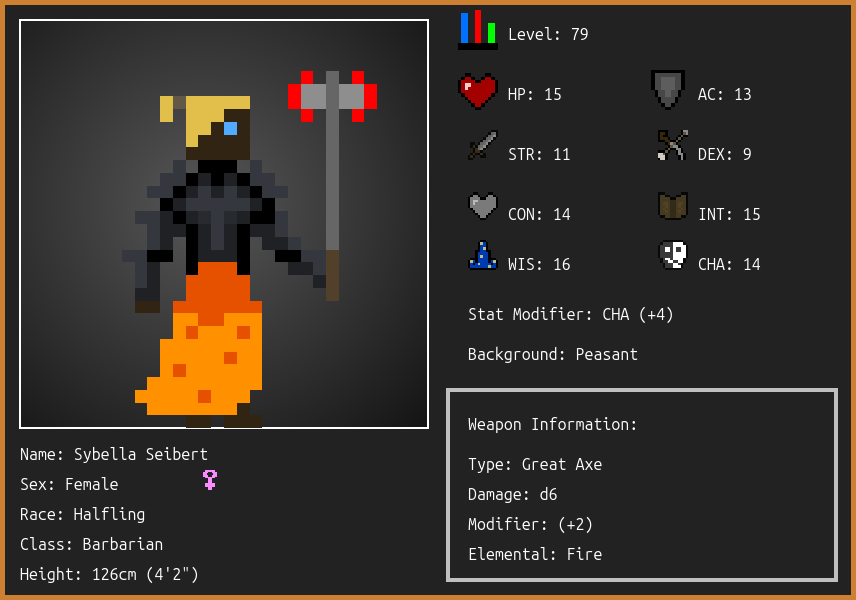 Level: 79
HP: 15
AC: 13
STR: 11
DEX: 9
CON: 14
INT: 15
WIS: 16
CHA: 14
Stat Modifier: CHA (+4)
Background: Peasant
Weapon Information:
Type: Great Axe
Damage: d6
Modifier: (+2)
Elemental: Fire
Name: Sybella Seibert
Sex: Female
Race: Halfling
Class: Barbarian
Height: 126cm (4'2")